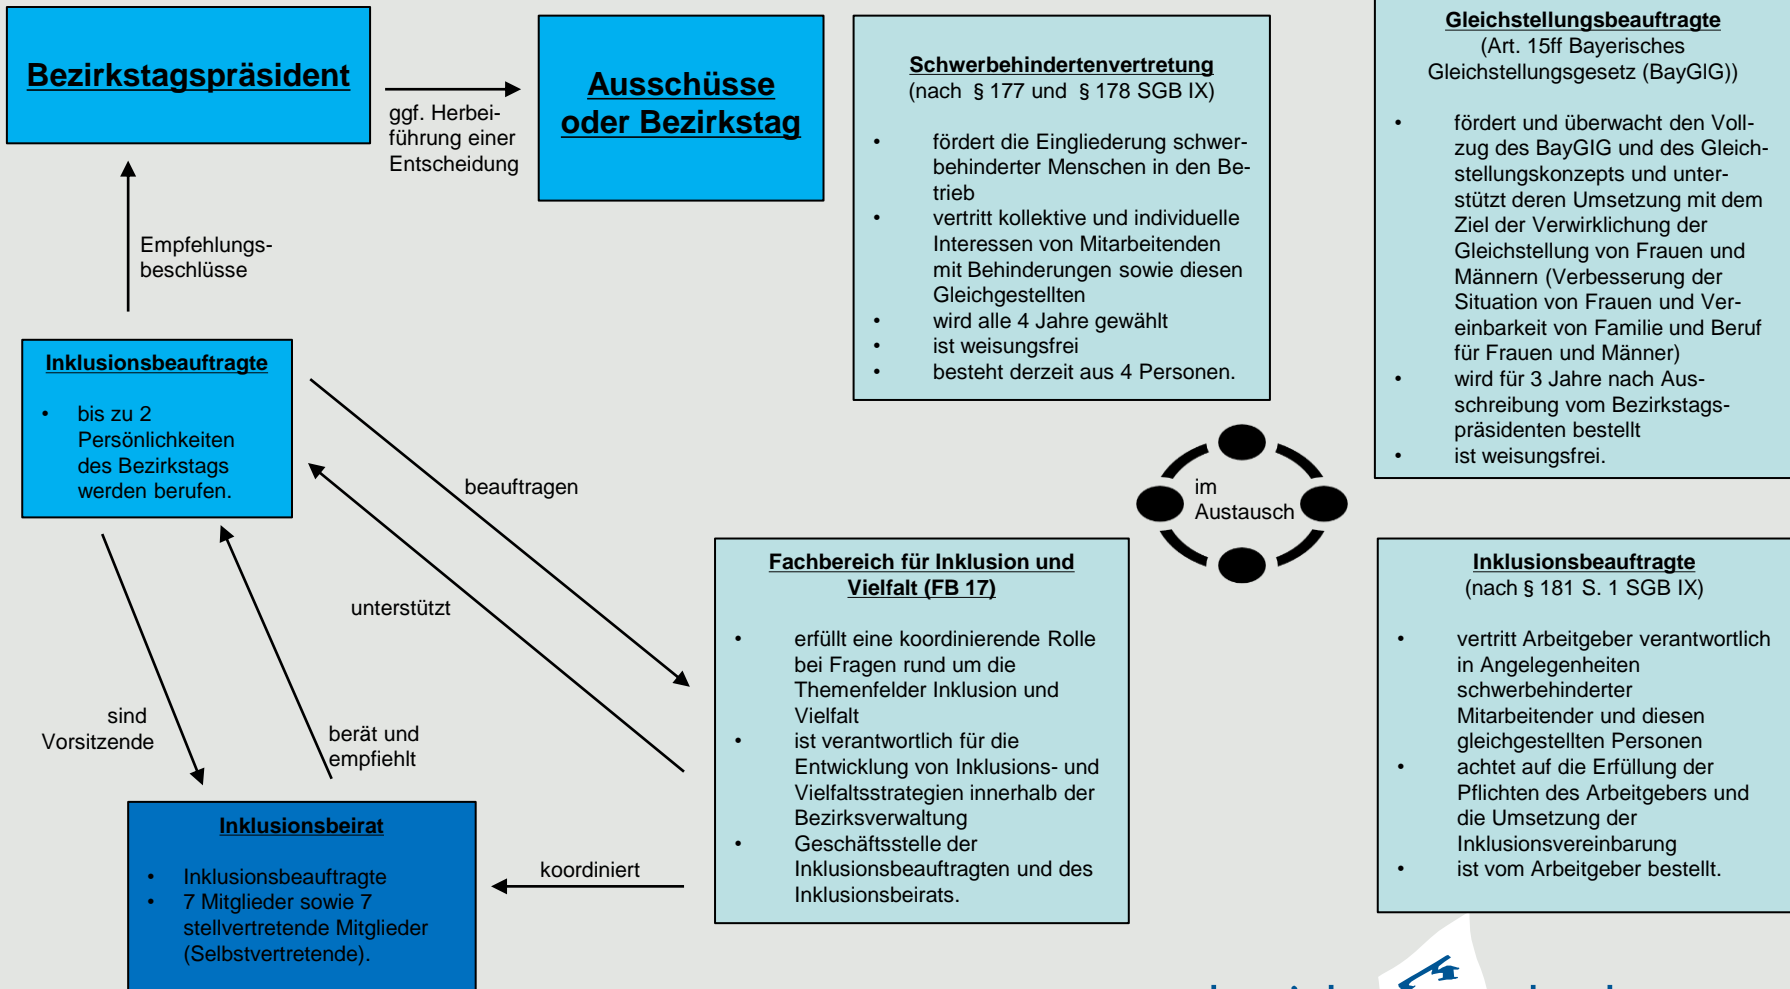 Bezirkstagspräsident
ggf. Herbei-
führung einer
Entscheidung
Ausschüsse
oder Bezirkstag
Empfehlungs-
beschlüsse
Inklusionsbeauftragte
• bis zu 2
Persönlichkeiten
des Bezirkstags
werden berufen.
beauftragen
unterstützt
sind
Vorsitzende
berät und
empfiehlt
Inklusionsbeirat
• Inklusionsbeauftragte
• 7 Mitglieder sowie 7
stellvertretende Mitglieder
(Selbstvertretende).
koordiniert
Schwerbehindertenvertretung
(nach § 177 und § 178 SGB IX)
• fördert die Eingliederung schwer-
behinderter Menschen in den Be-
trieb
• vertritt kollektive und individuelle
Interessen von Mitarbeitenden
mit Behinderungen sowie diesen
Gleichgestellten
• wird alle 4 Jahre gewählt
• ist weisungsfrei
• besteht derzeit aus 4 Personen.
im
Austausch
Fachbereich für Inklusion und
Vielfalt (FB 17)
• erfüllt eine koordinierende Rolle
bei Fragen rund um die
Themenfelder Inklusion und
Vielfalt
• ist verantwortlich für die
Entwicklung von Inklusions- und
Vielfaltsstrategien innerhalb der
Bezirksverwaltung
• Geschäftsstelle der
Inklusionsbeauftragten und des
Inklusionsbeirats.
Gleichstellungsbeauftragte
(Art. 15ff Bayerisches
Gleichstellungsgesetz (BayGlG))
• fördert und überwacht den Voll-
zug des BayGIG und des Gleich-
stellungskonzepts und unter-
stützt deren Umsetzung mit dem
Ziel der Verwirklichung der
Gleichstellung von Frauen und
Männern (Verbesserung der
Situation von Frauen und Ver-
einbarkeit von Familie und Beruf
für Frauen und Männer)
• wird für 3 Jahre nach Aus-
schreibung vom Bezirkstags-
präsidenten bestellt
• ist weisungsfrei.
Inklusionsbeauftragte
(nach § 181 S. 1 SGB IX)
• vertritt Arbeitgeber verantwortlich
in Angelegenheiten
schwerbehinderter
Mitarbeitender und diesen
gleichgestellten Personen
• achtet auf die Erfüllung der
Pflichten des Arbeitgebers und
die Umsetzung der
Inklusionsvereinbarung
• ist vom Arbeitgeber bestellt.